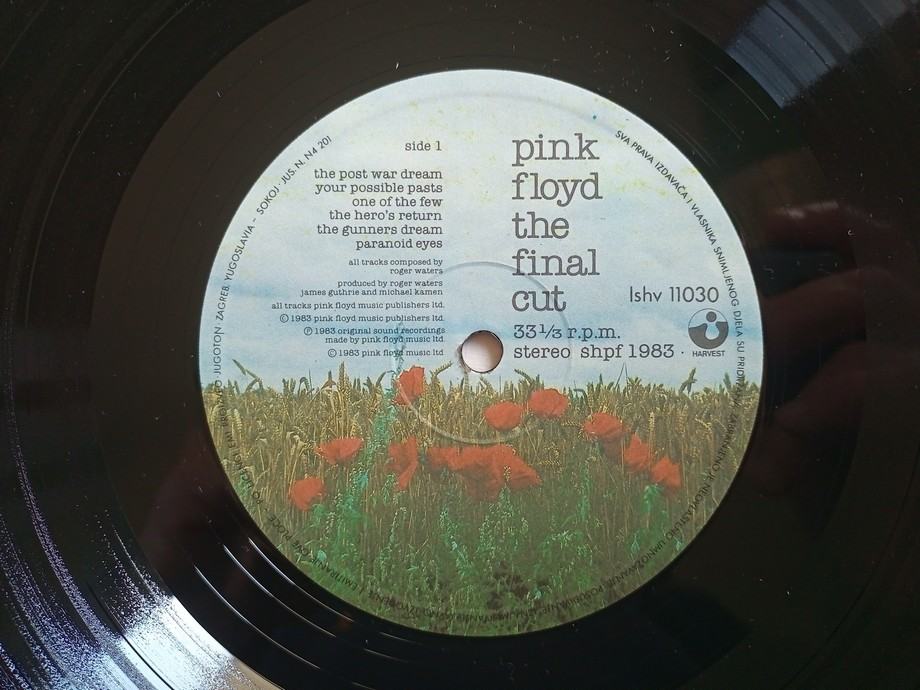 side 1
the post war dream
your possible pasts
one of the few
the hero's return
the gunners dream
paranoid eyes
all tracks composed by
roger waters
produced by roger waters
james guthrie and michael kamen
all tracks pink floyd music publishers ltd.
© 1983 pink floyd music publishers ltd.
℗ 1983 original sound recordings
made by pink floyd music ltd.
© 1983 pink floyd music ltd
pink
floyd
the
final
cut
33⅓ r.p.m.
stereo shpf 1983 ·
lshv 11030
HARVEST
JUGOTON · ZAGREB, YUGOSLAVIA – SOKOJ · JUS. N. N4 201
SVA PRAVA IZDAVAČA I VLASNIKA SNIMLJENOG DJELA SU